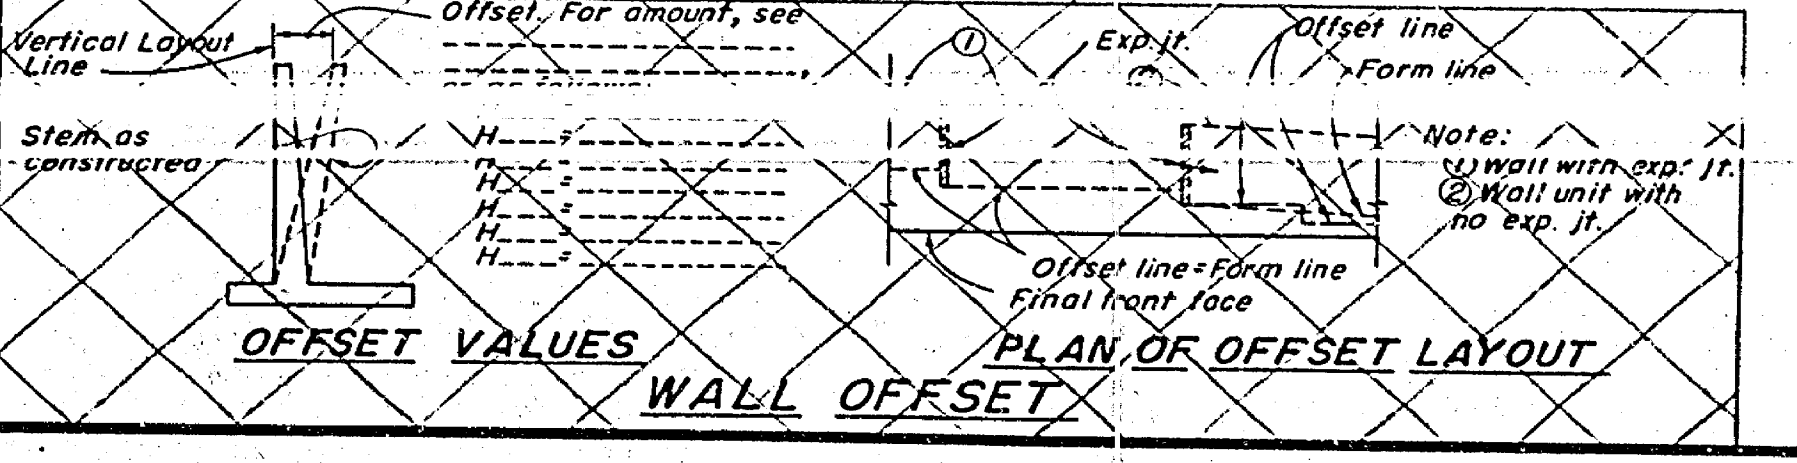 Offset. For amount, see
Vertical Layout
Line
Stem as
constructed
H =
H =
H =
H =
H =
H =
OFFSET VALUES
1
Exp. jt.
Offset line
Form line
Note:
(1) Wall with exp. jt.
2 Wall unit with
no exp. jt.
Offset line = Form line
Final front face
PLAN OF OFFSET LAYOUT
WALL OFFSET